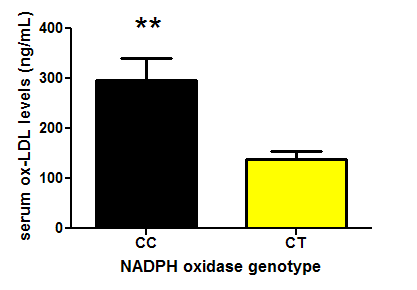 **
serum ox-LDL levels (ng/mL)
400
300
200
100
0
CC CT
NADPH oxidase genotype